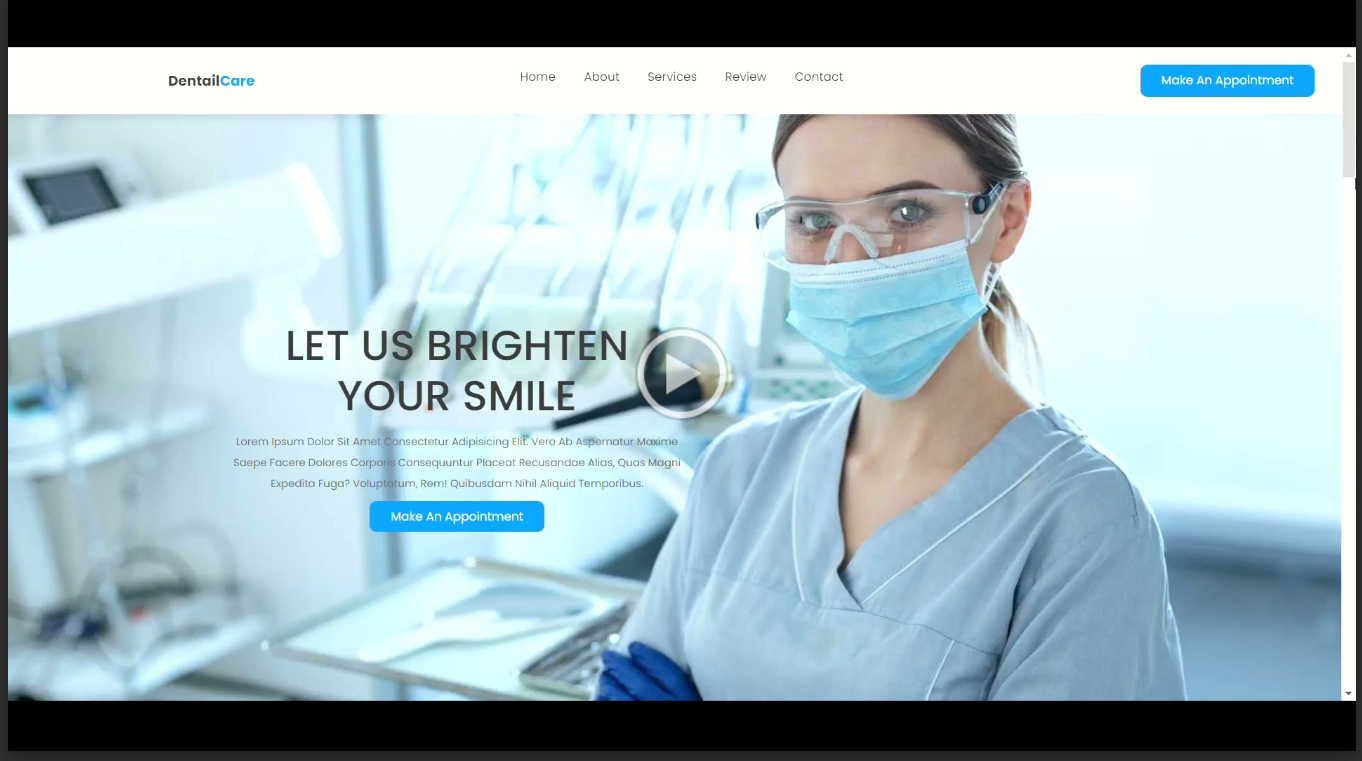 DentailCare
Home About Services Review Contact
Make An Appointment
LET US BRIGHTEN
YOUR SMILE
Lorem Ipsum Dolor Sit Amet Consectetur Adipisicing Elit. Vero Ab Aspernatur Maxime
Saepe Facere Dolores Corporis Consequuntur Placeat Recusandae Alias, Quas Magni
Expedita Fuga? Voluptatum, Rem! Quibusdam Nihil Aliquid Temporibus.
Make An Appointment